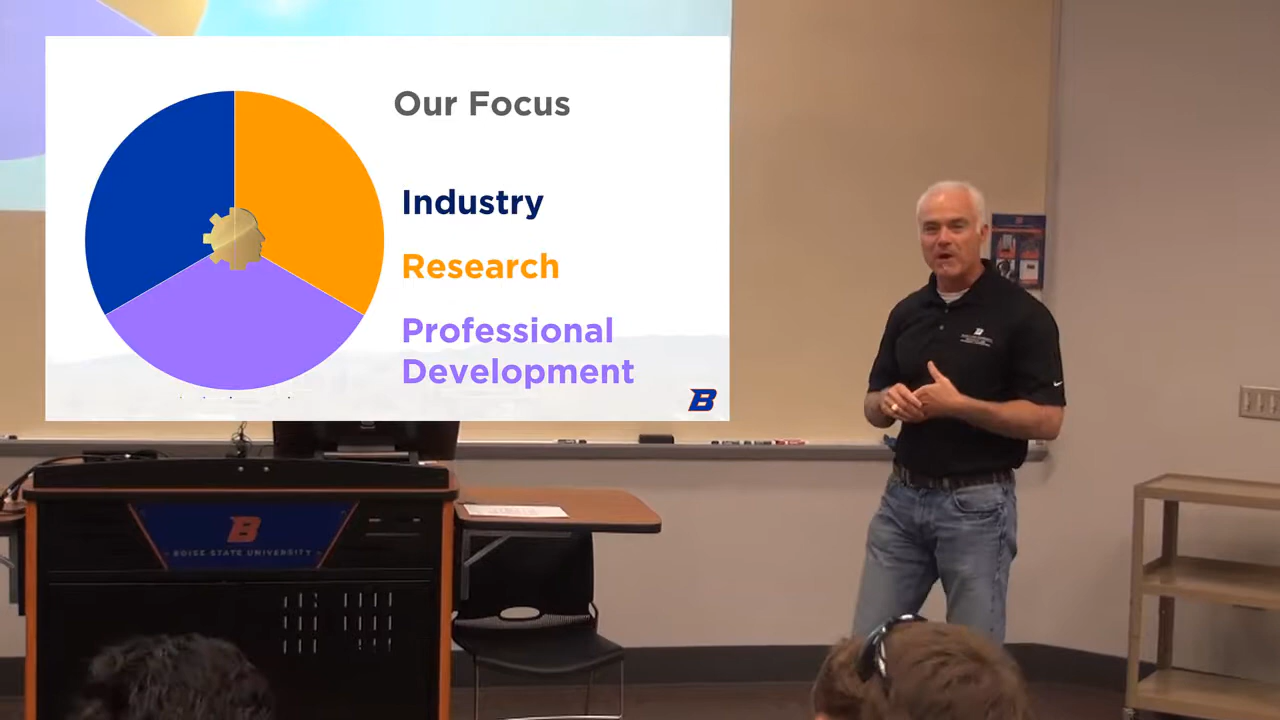 Our Focus
Industry
Research
Professional
Development
B
B
BOISE STATE UNIVERSITY